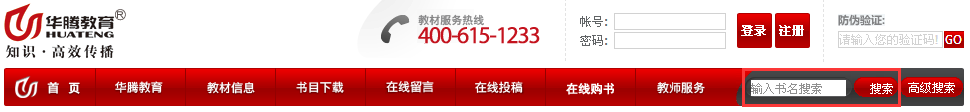 华腾教育®
HUATENG
知识·高效传播
教材服务热线
400-615-1233
帐号：
密码：
登录 注册
防伪验证:
请输入您的验证码! GO
首 页 华腾教育 教材信息 书目下载 在线留言 在线投稿 在线购书 教师服务 输入书名搜索 搜索 高级搜索